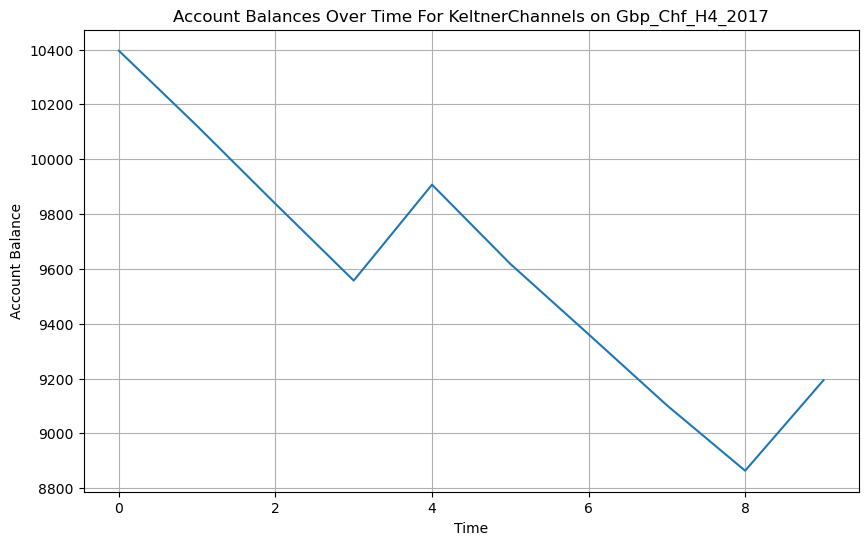 Account Balances Over Time For KeltnerChannels on Gbp_Chf_H4_2017
10400
10200
10000
9800
9600
9400
9200
9000
8800
Account Balance
0 2 4 6 8
Time